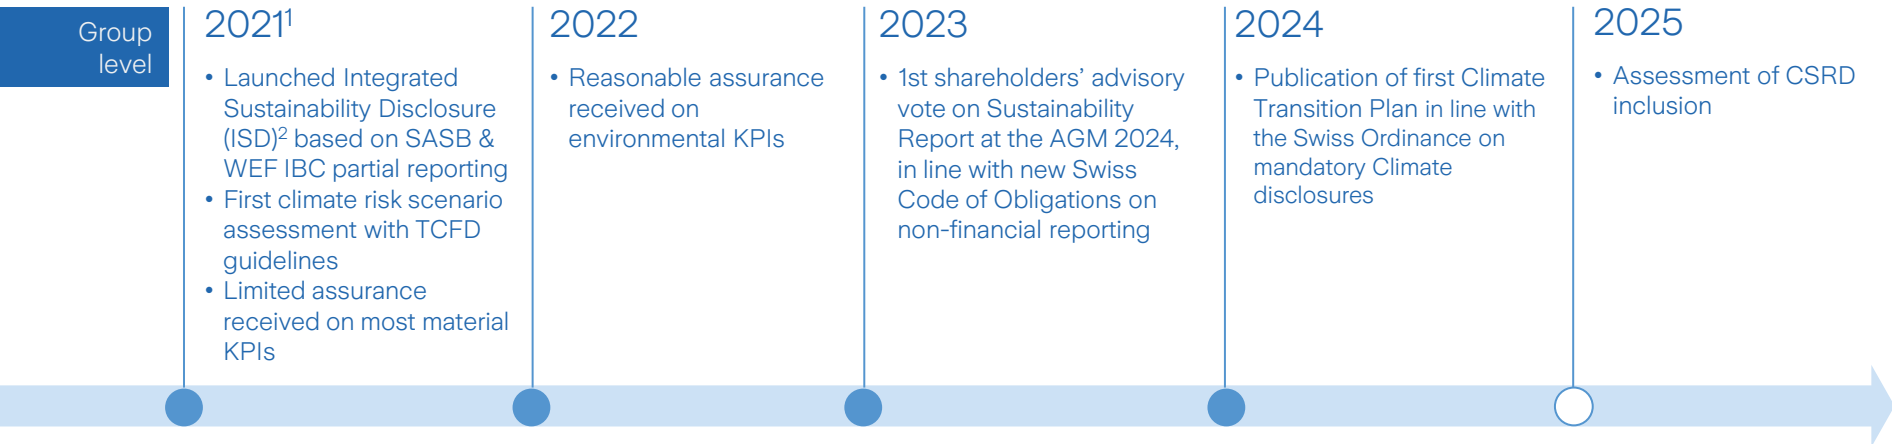 Group
level
2021¹
• Launched Integrated
Sustainability Disclosure
(ISD)² based on SASB &
WEF IBC partial reporting
• First climate risk scenario
assessment with TCFD
guidelines
• Limited assurance
received on most material
KPIs
2022
• Reasonable assurance
received on
environmental KPIs
2023
• 1st shareholders’ advisory
vote on Sustainability
Report at the AGM 2024,
in line with new Swiss
Code of Obligations on
non-financial reporting
2024
• Publication of first Climate
Transition Plan in line with
the Swiss Ordinance on
mandatory Climate
disclosures
2025
• Assessment of CSRD
inclusion